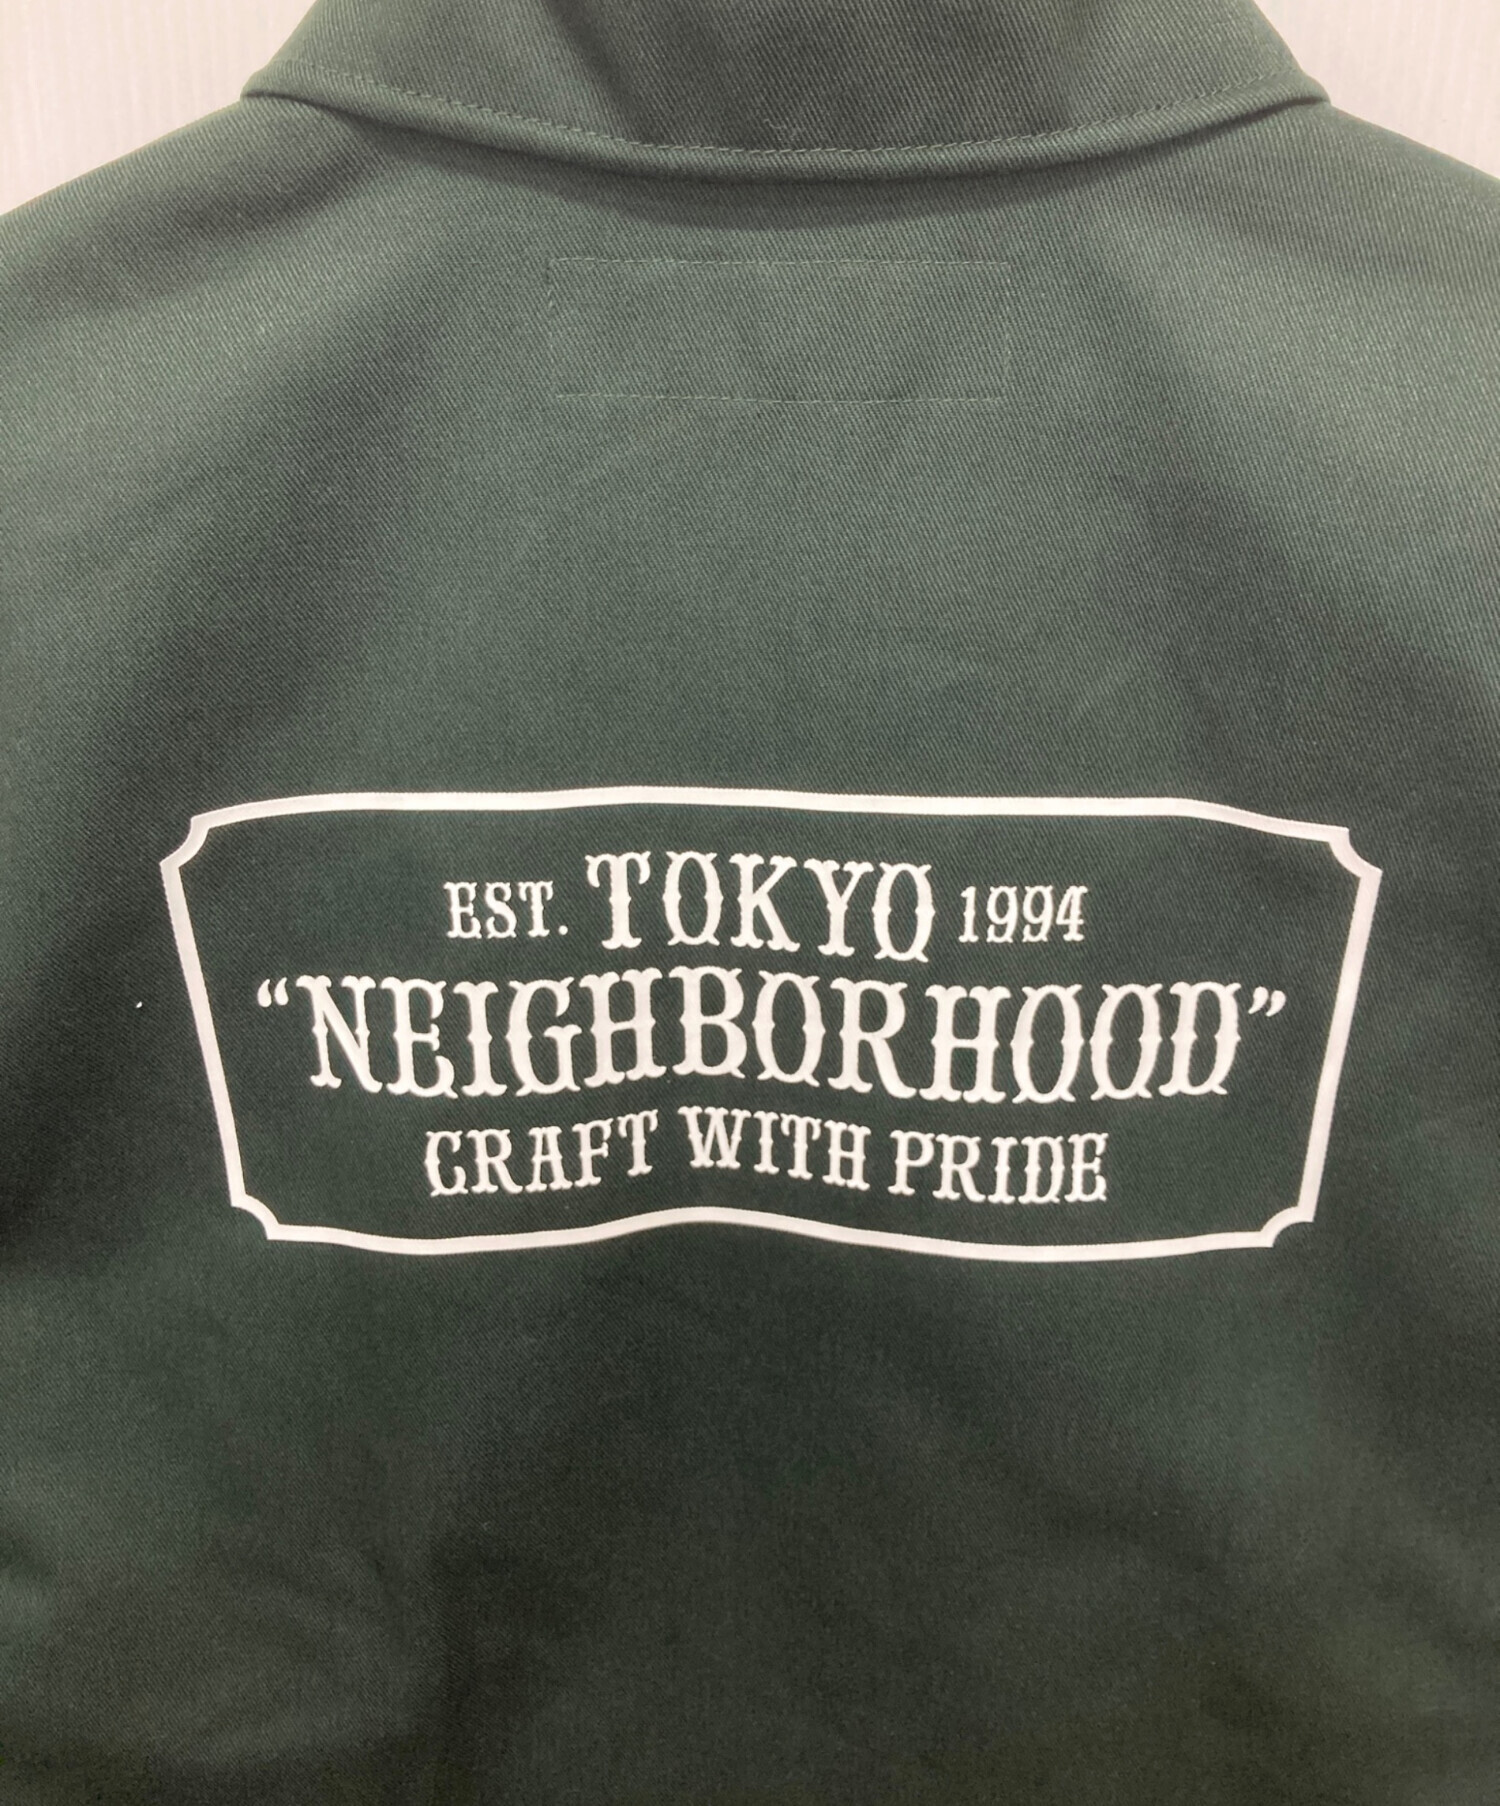 EST. TOKYO 1994
“NEIGHBORHOOD”
CRAFT WITH PRIDE